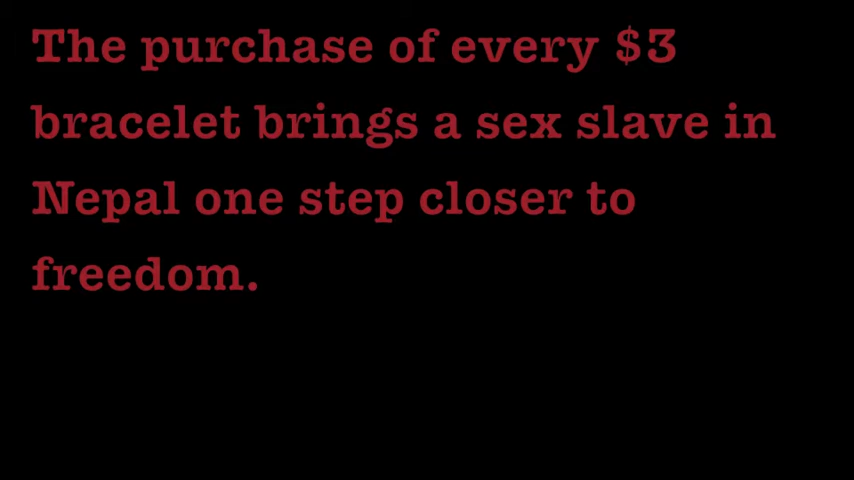 The purchase of every $3
bracelet brings a sex slave in
Nepal one step closer to
freedom.